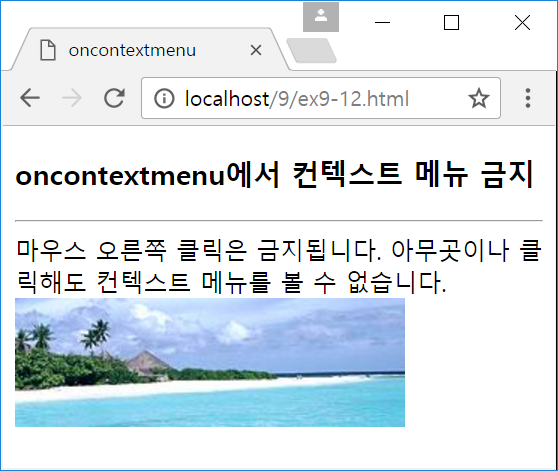 oncontextmenu
localhost/9/ex9-12.html
oncontextmenu에서 컨텍스트 메뉴 금지
마우스 오른쪽 클릭은 금지됩니다. 아무곳이나 클
릭해도 컨텍스트 메뉴를 볼 수 없습니다.